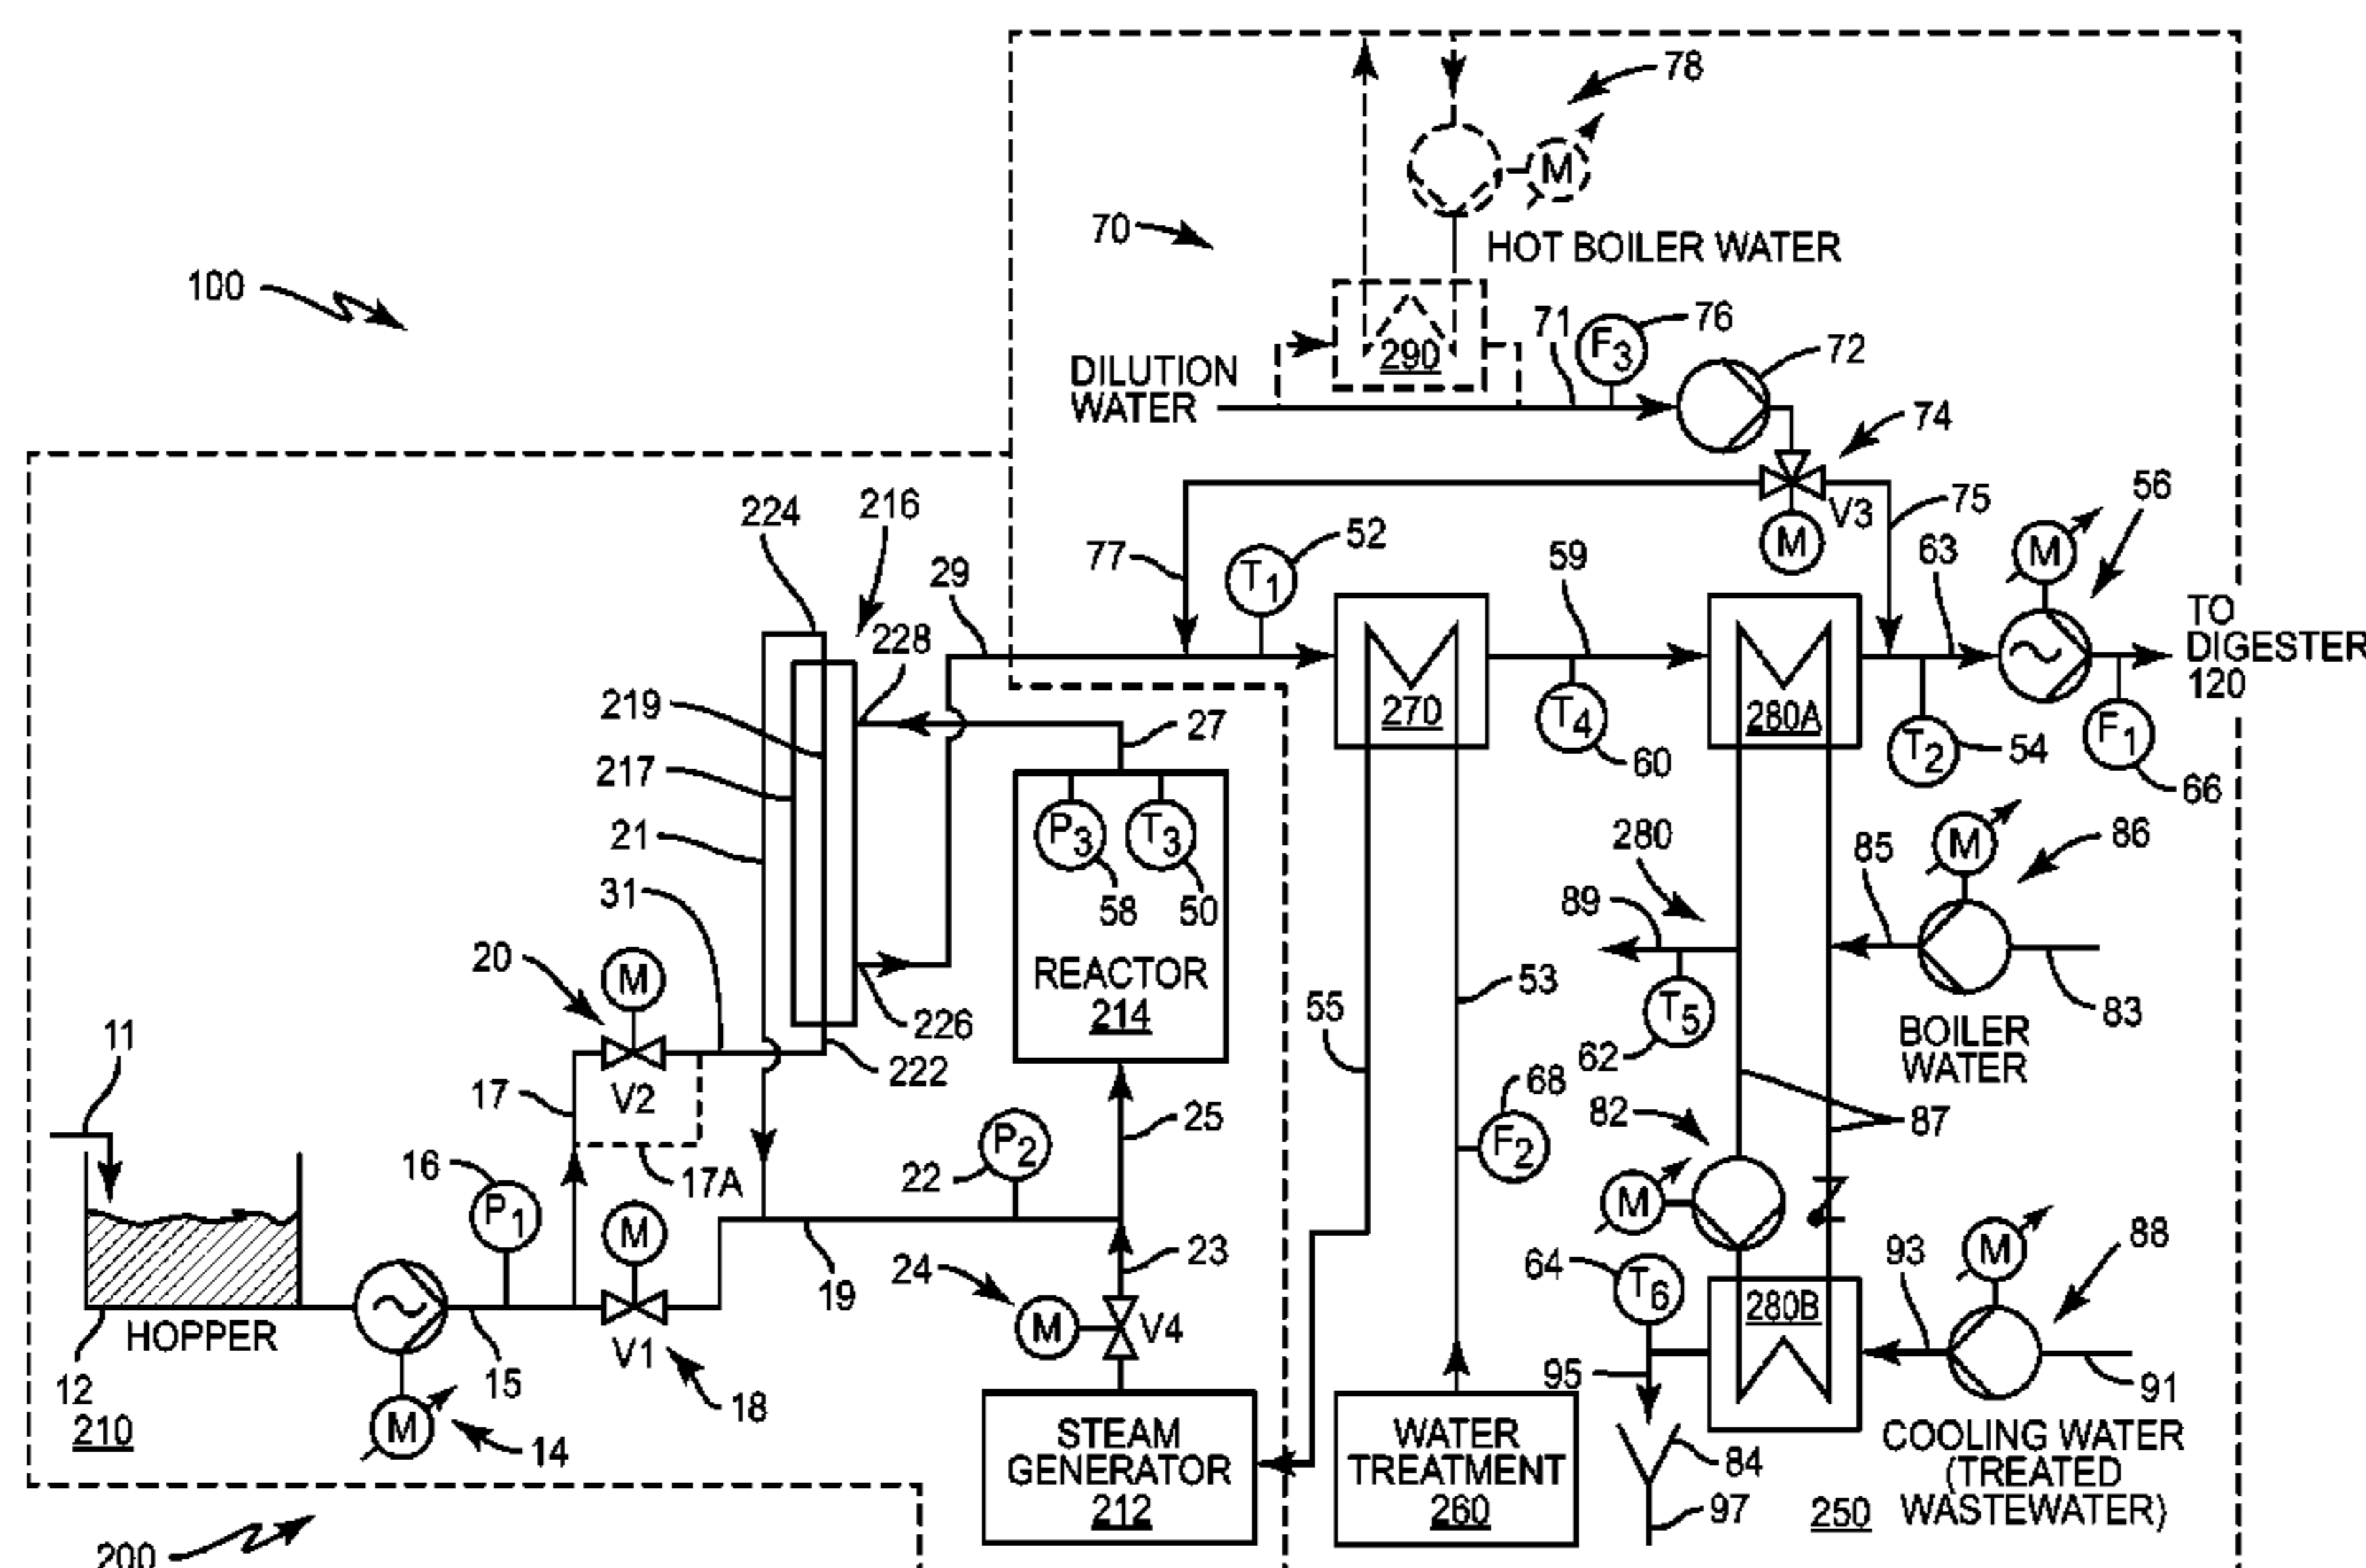 78
M
70
HOT BOILER WATER
100
290
71
F3
76
72
DILUTION
WATER
74
V3
M
75
63
M
56
TO
DIGESTER
120
224
216
29
77
T1
52
59
228
219
27
270
T4
60
280A
T2
54
F1
66
217
21
P3
58
T3
50
280
M
86
85
31
89
20
M
REACTOR
214
226
55
53
T5
62
BOILER
WATER
83
11
17
V2
222
68
F2
82
87
16
P1
17A
22
P2
25
M
M
24
23
64
T6
93
M
88
HOPPER
19
M
V4
280B
12
210
15
V1
18
95
91
M
14
STEAM
GENERATOR
212
WATER
TREATMENT
260
84
97
COOLING WATER
(TREATED
WASTEWATER)
250
200